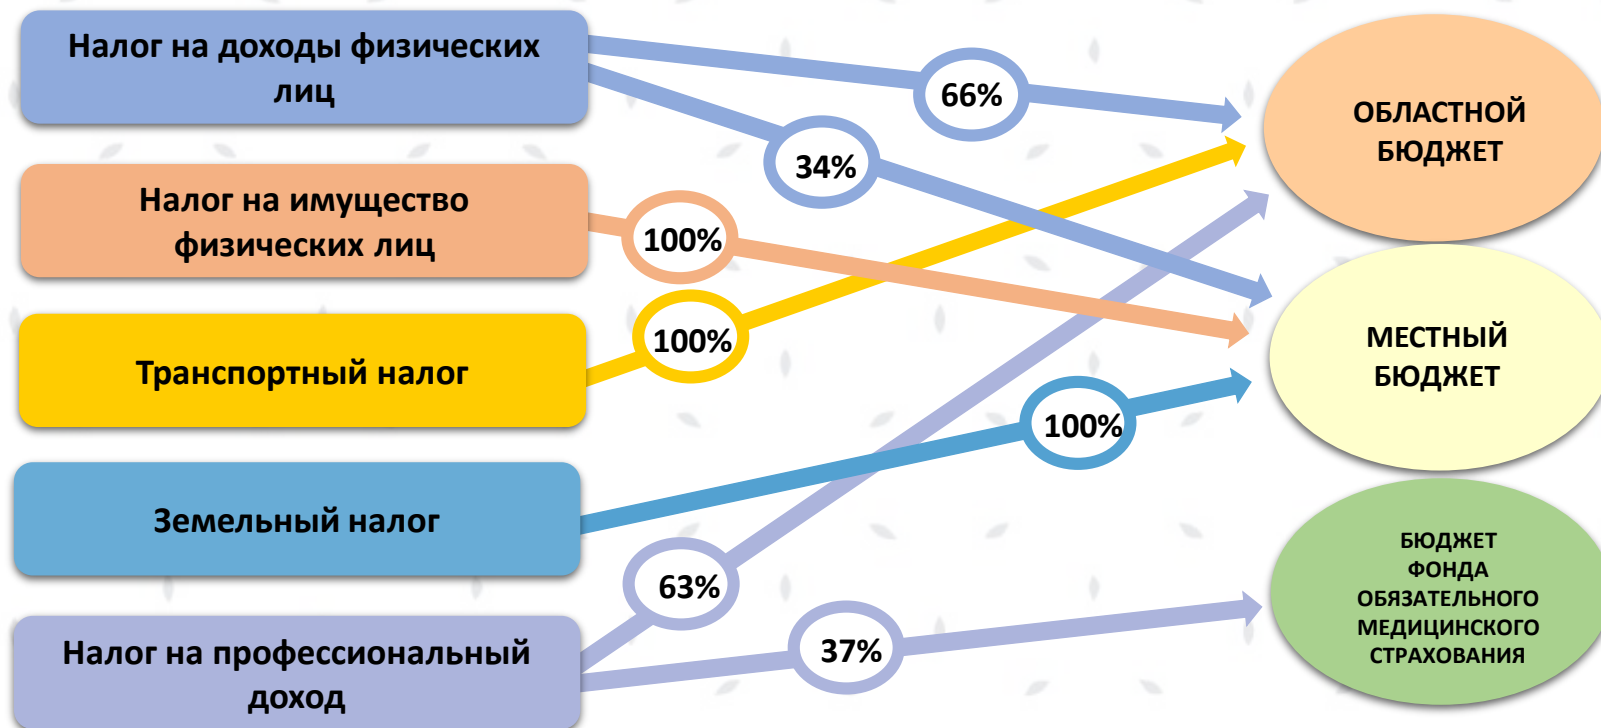 Налог на доходы физических
лиц
66%
34%
ОБЛАСТНОЙ
БЮДЖЕТ
Налог на имущество
физических лиц
100%
Транспортный налог
100%
МЕСТНЫЙ
БЮДЖЕТ
Земельный налог
100%
Налог на профессиональный
доход
63%
37%
БЮДЖЕТ
ФОНДА
ОБЯЗАТЕЛЬНОГО
МЕДИЦИНСКОГО
СТРАХОВАНИЯ